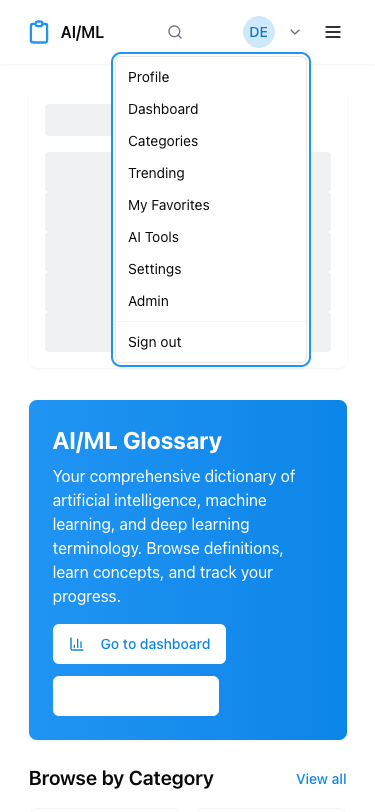 AI/ML
DE
Profile
Dashboard
Categories
Trending
My Favorites
AI Tools
Settings
Admin
Sign out
AI/ML Glossary
Your comprehensive dictionary of
artificial intelligence, machine
learning, and deep learning
terminology. Browse definitions,
learn concepts, and track your
progress.
Go to dashboard
Browse by Category
View all